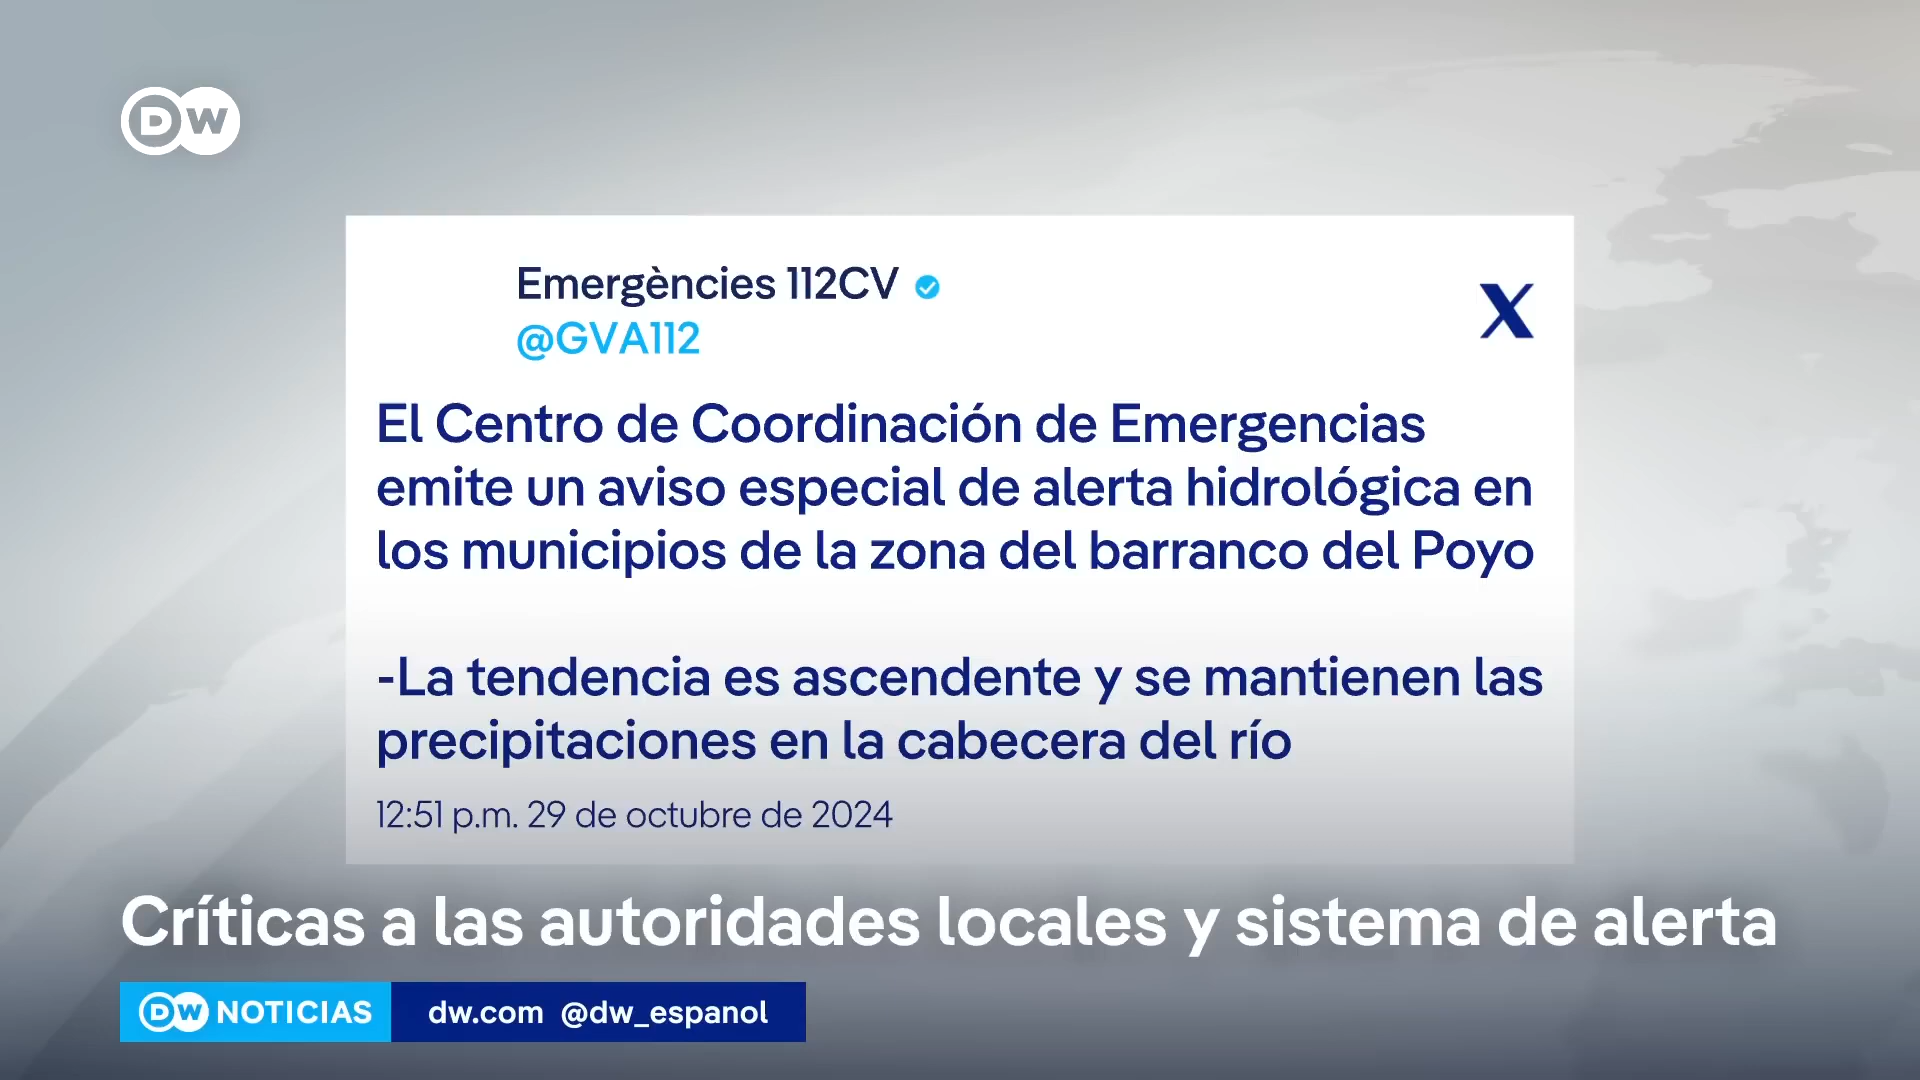 DW
Emergències 112CV
@GVA112
X
El Centro de Coordinación de Emergencias
emite un aviso especial de alerta hidrológica en
los municipios de la zona del barranco del Poyo
-La tendencia es ascendente y se mantienen las
precipitaciones en la cabecera del río
12:51 p.m. 29 de octubre de 2024
Críticas a las autoridades locales y sistema de alerta
DW NOTICIAS dw.com @dw_espanol